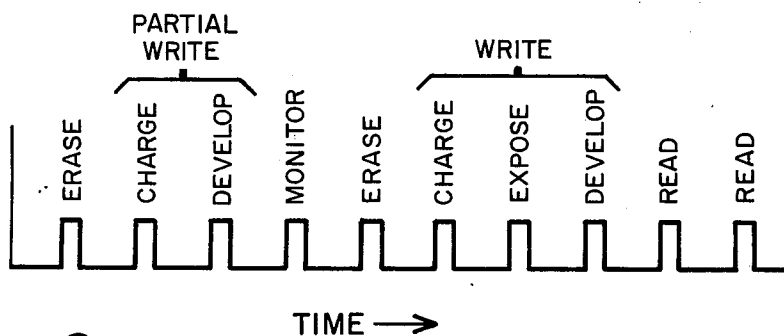 PARTIAL
WRITE
WRITE
ERASE
CHARGE
DEVELOP
MONITOR
ERASE
CHARGE
EXPOSE
DEVELOP
READ
READ
TIME